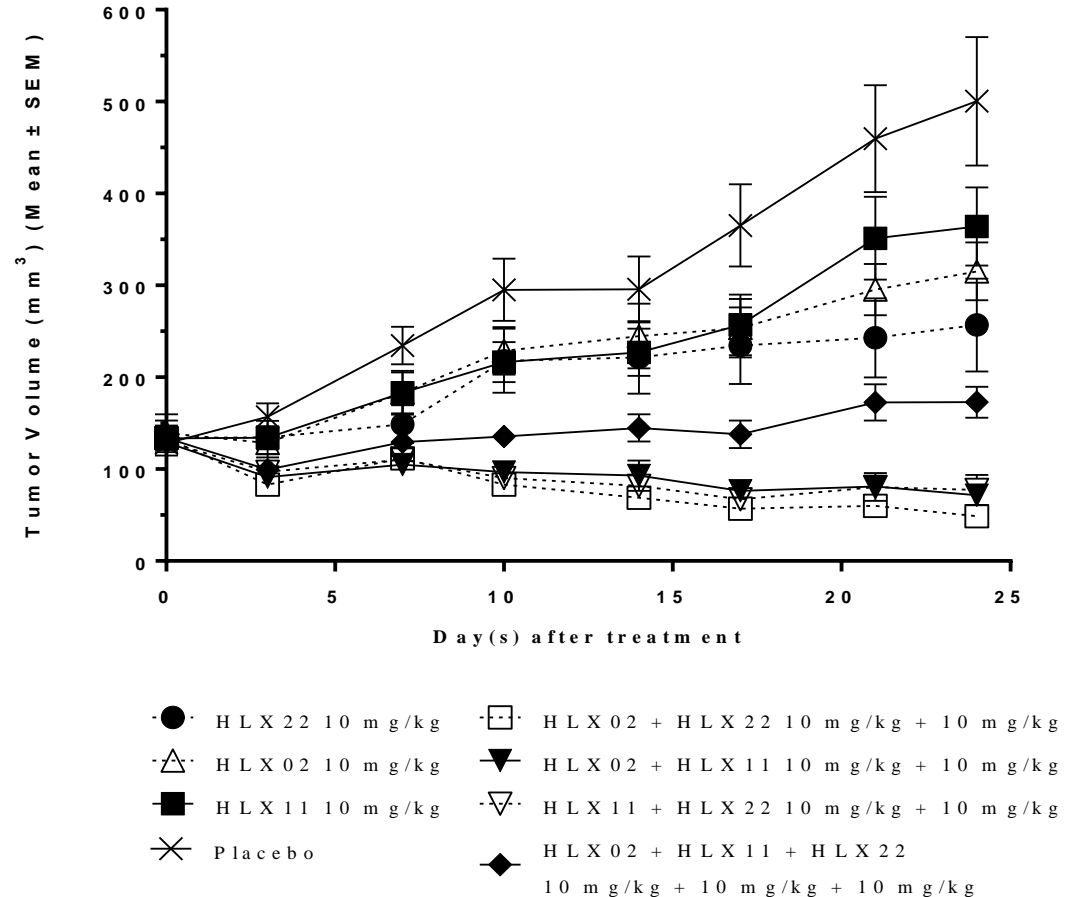 Tumor Volume (mm3) (Mean ± SEM)
600
500
400
300
200
100
0
0 5 10 15 20 25
Day(s) after treatment
HLX22 10 mg/kg
HLX02 10 mg/kg
HLX11 10 mg/kg
Placebo
HLX02 + HLX22 10 mg/kg + 10 mg/kg
HLX02 + HLX11 10 mg/kg + 10 mg/kg
HLX11 + HLX22 10 mg/kg + 10 mg/kg
HLX02 + HLX11 + HLX22
10 mg/kg + 10 mg/kg + 10 mg/kg